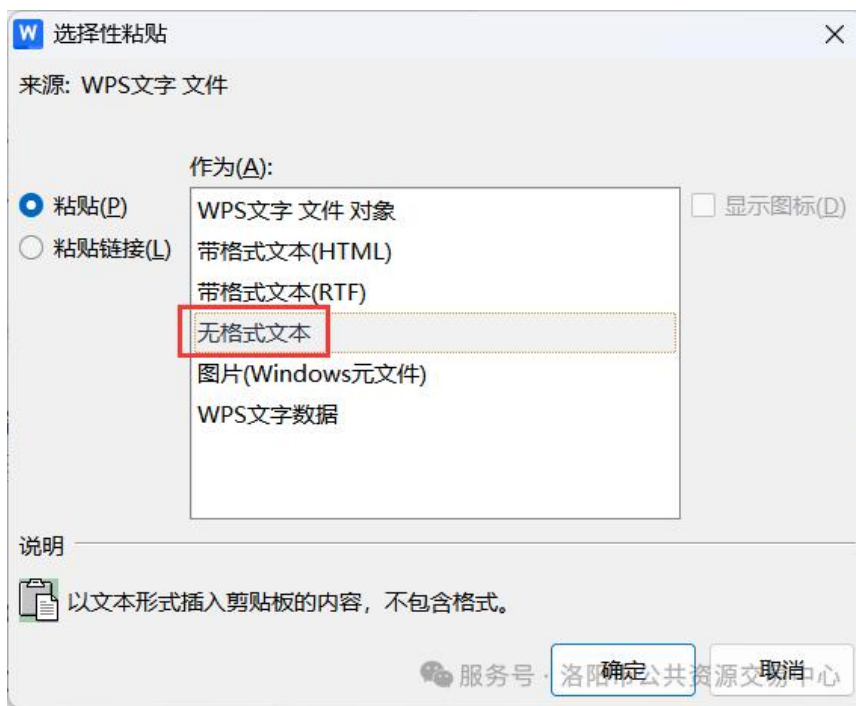 W 选择性粘贴
来源: WPS文字 文件
作为(A):
粘贴(P)
粘贴链接(L)
WPS文字 文件 对象
带格式文本(HTML)
带格式文本(RTF)
无格式文本
图片(Windows元文件)
WPS文字数据
显示图标(D)
说明
以文本形式插入剪贴板的内容，不包含格式。
确定
取消
服务号 · 洛阳市公共资源交易中心